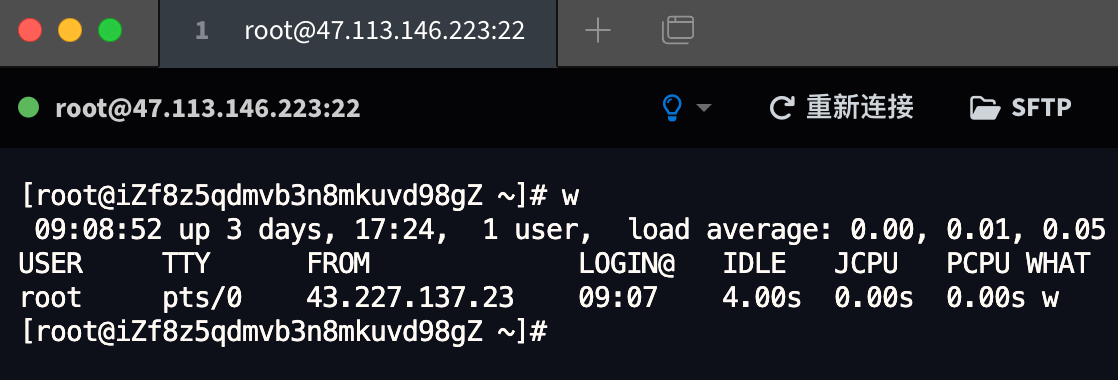 1 root@47.113.146.223:22
root@47.113.146.223:22 重新连接 SFTP
[root@iZf8z5qdmvb3n8mkuvd98gZ ~]# w
09:08:52 up 3 days, 17:24, 1 user, load average: 0.00, 0.01, 0.05
USER TTY FROM LOGIN@ IDLE JCPU PCPU WHAT
root pts/0 43.227.137.23 09:07 4.00s 0.00s 0.00s w
[root@iZf8z5qdmvb3n8mkuvd98gZ ~]#